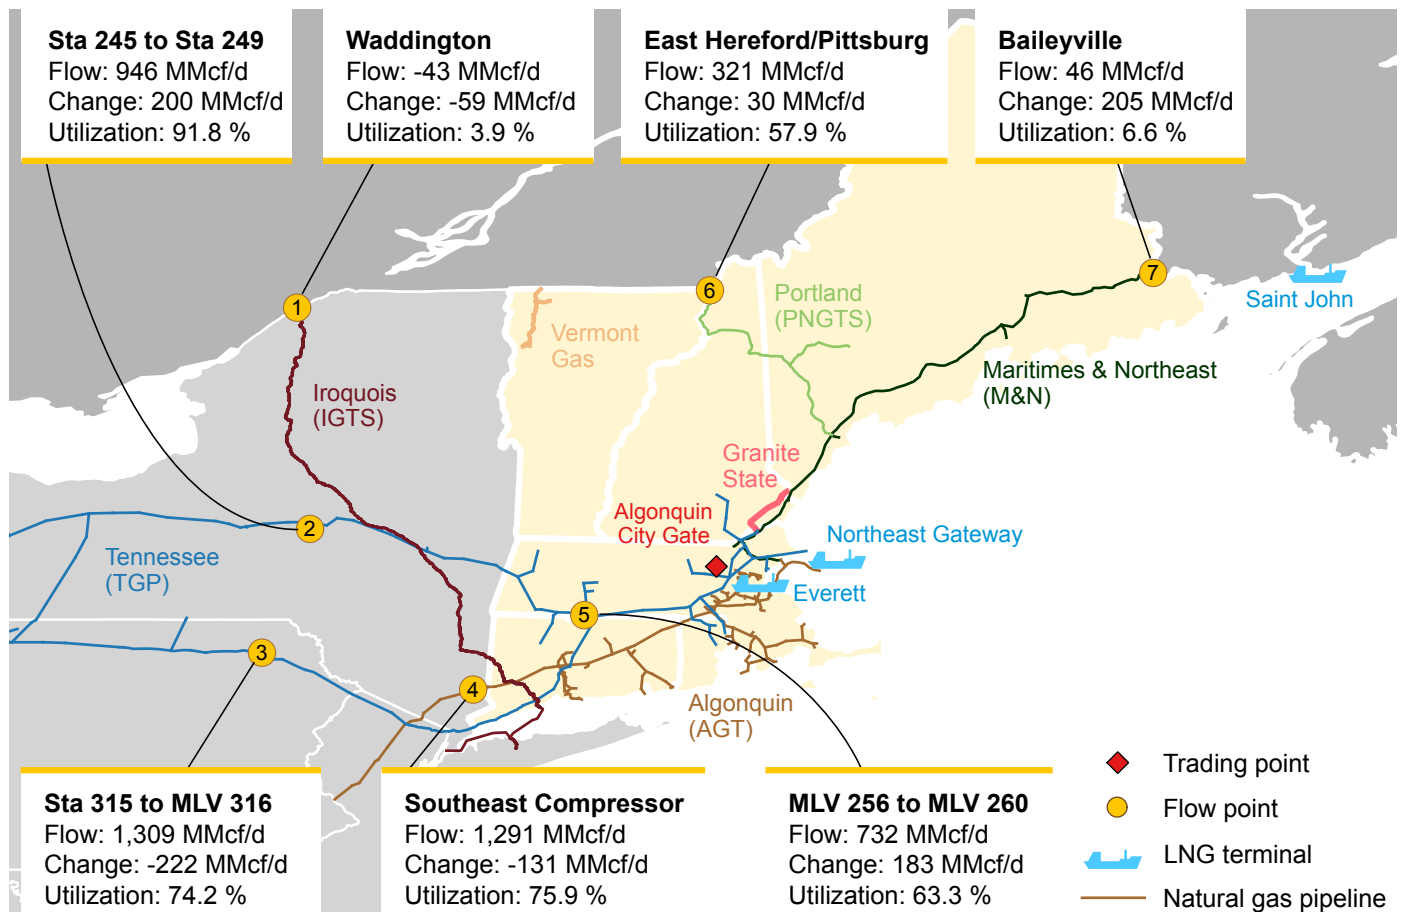 Sta 245 to Sta 249
Flow: 946 MMcf/d
Change: 200 MMcf/d
Utilization: 91.8 %
Waddington
Flow: -43 MMcf/d
Change: -59 MMcf/d
Utilization: 3.9 %
East Hereford/Pittsburg
Flow: 321 MMcf/d
Change: 30 MMcf/d
Utilization: 57.9 %
Baileyville
Flow: 46 MMcf/d
Change: 205 MMcf/d
Utilization: 6.6 %
1
6
7
Portland
(PNGTS)
Saint John
Vermont
Gas
Iroquois
(IGTS)
Maritimes & Northeast
(M&N)
Granite
State
Algonquin
City Gate
2
Northeast Gateway
Tennessee
(TGP)
Everett
5
3
4
Algonquin
(AGT)
Sta 315 to MLV 316
Flow: 1,309 MMcf/d
Change: -222 MMcf/d
Utilization: 74.2 %
Southeast Compressor
Flow: 1,291 MMcf/d
Change: -131 MMcf/d
Utilization: 75.9 %
MLV 256 to MLV 260
Flow: 732 MMcf/d
Change: 183 MMcf/d
Utilization: 63.3 %
Trading point
Flow point
LNG terminal
Natural gas pipeline